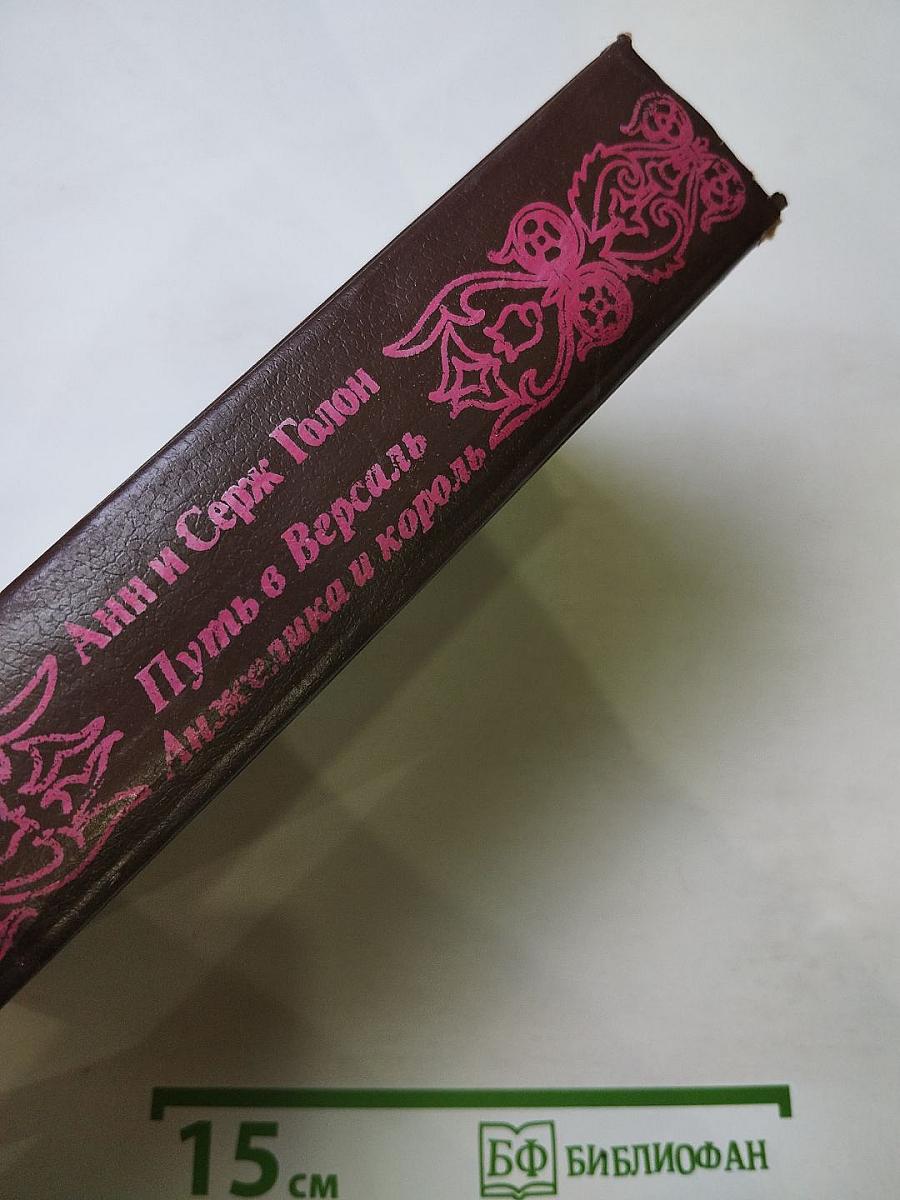 Анн и Серж Голон
Путь в Версаль
Анжелика и король
15 см
БФ БИБЛИОФАН